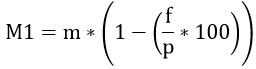 M1 = m * (1 − (f/p * 100))